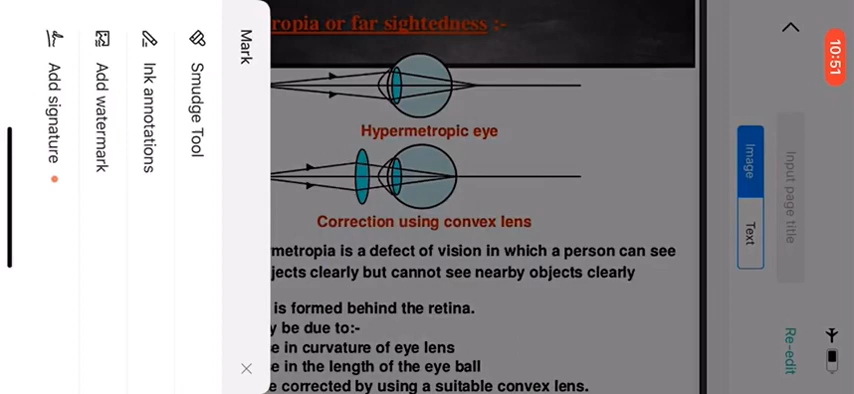 10:51
Input page title
Image
Text
Re-edit
ropia or far sightedness :-
Hypermetropic eye
Correction using convex lens
metropia is a defect of vision in which a person can see
jects clearly but cannot see nearby objects clearly
is formed behind the retina.
y be due to:-
e in curvature of eye lens
e in the length of the eye ball
e corrected by using a suitable convex lens.
Mark
Smudge Tool
Ink annotations
Add watermark
Add signature